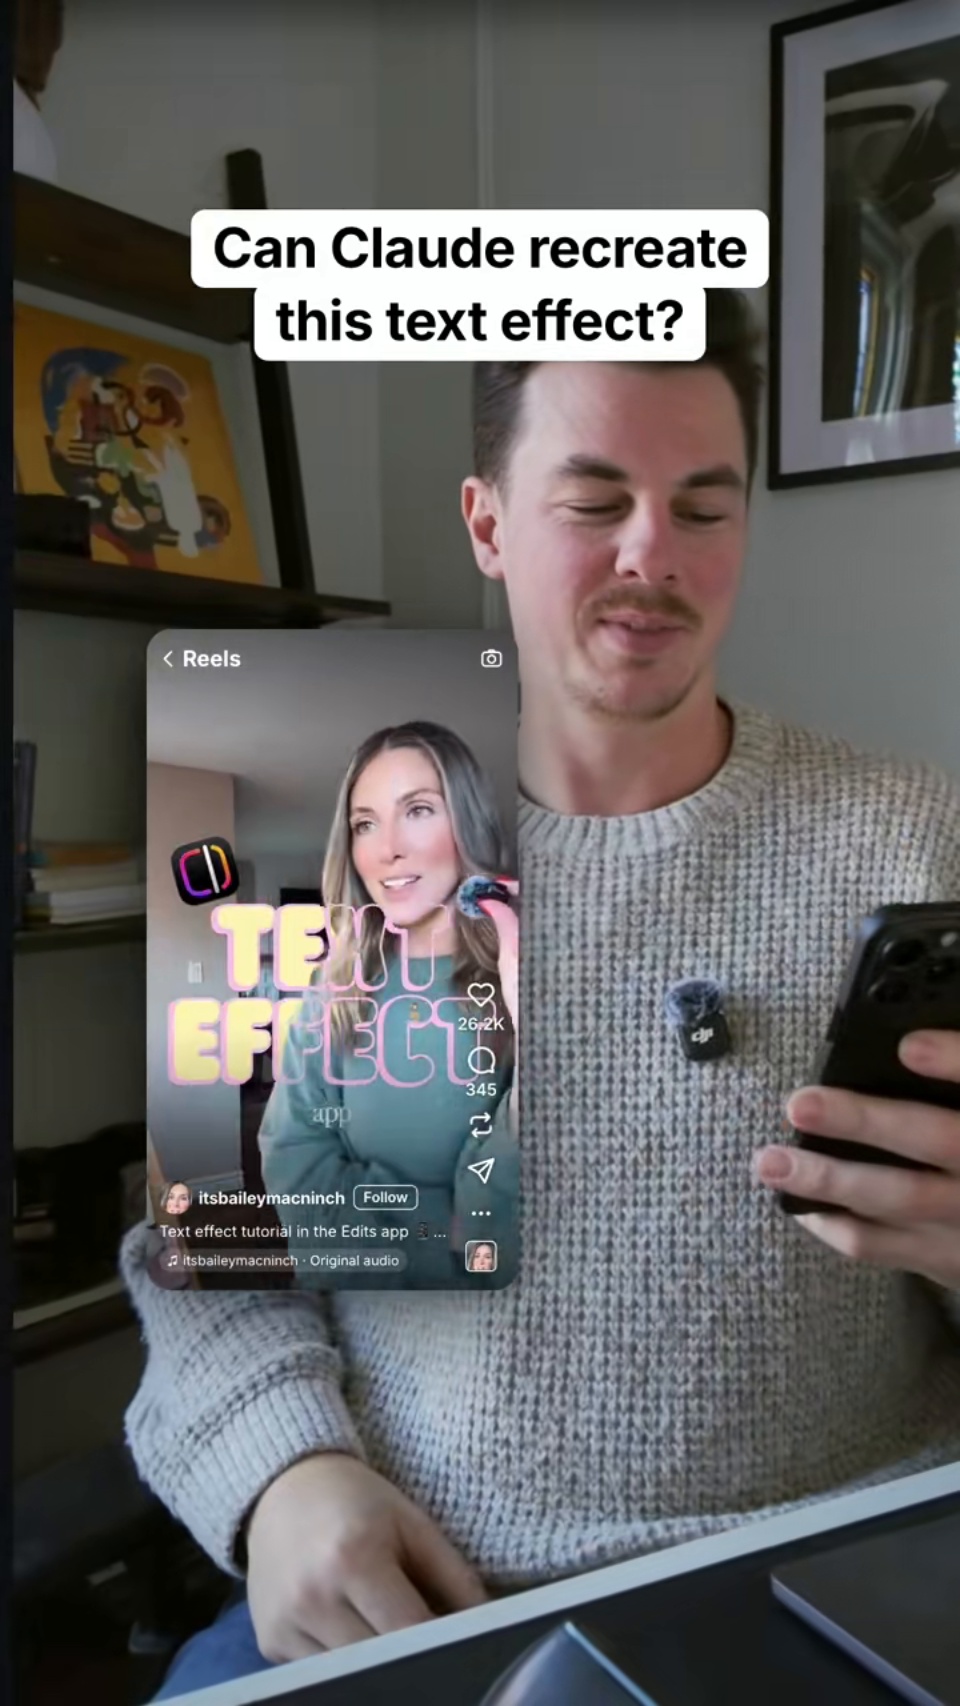 Can Claude recreate
this text effect?
Reels
TEXT
EFFECT
26.2K
345
app
dji
itsbaileymacninch Follow
Text effect tutorial in the Edits app ...
itsbaileymacninch · Original audio